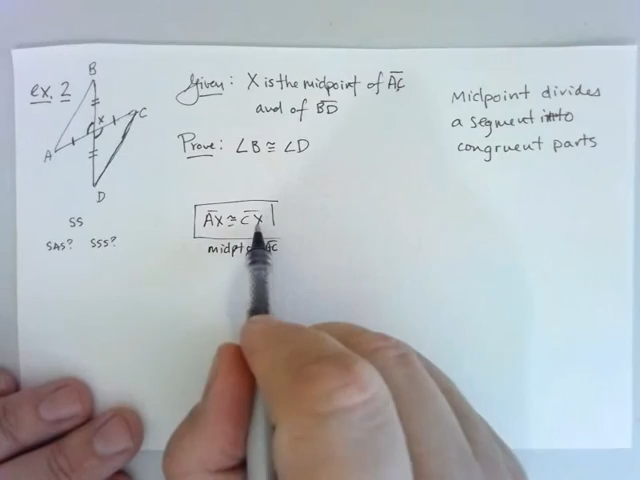 ex. 2
B
x
C
A
D
SS
SAS? SSS?
Given: X is the midpoint of AC
and of BD
Prove: ∠B ≅ ∠D
AX ≅ CX
midpt AC
Midpoint divides
a segment into
congruent parts